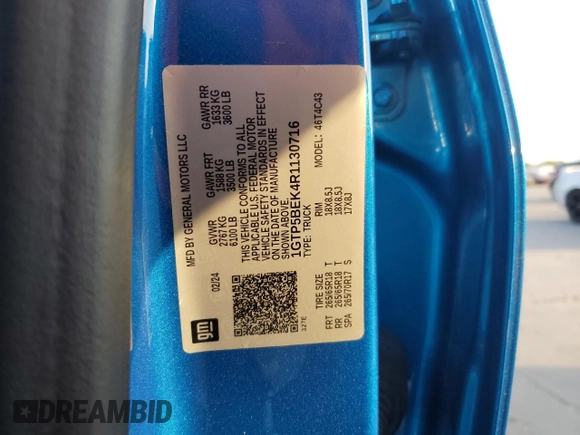 MFD BY GENERAL MOTORS LLC
02/24 GVWR GAWR FRT GAWR RR
2767 KG 1588 KG 1633 KG
6100 LB 3500 LB 3600 LB
THIS VEHICLE CONFORMS TO ALL
APPLICABLE U.S. FEDERAL MOTOR
VEHICLE SAFETY STANDARDS IN EFFECT
ON THE DATE OF MANUFACTURE
SHOWN ABOVE.
1GTP5BEK4R1130716
TYPE: TRUCK MODEL: 46T4C43
TIRE SIZE RIM
FRT 265/65R18 T 18X8.5J
RR 265/65R18 T 18X8.5J
SPA 265/70R17 S 17X8J
gm
327E
DREAMBID